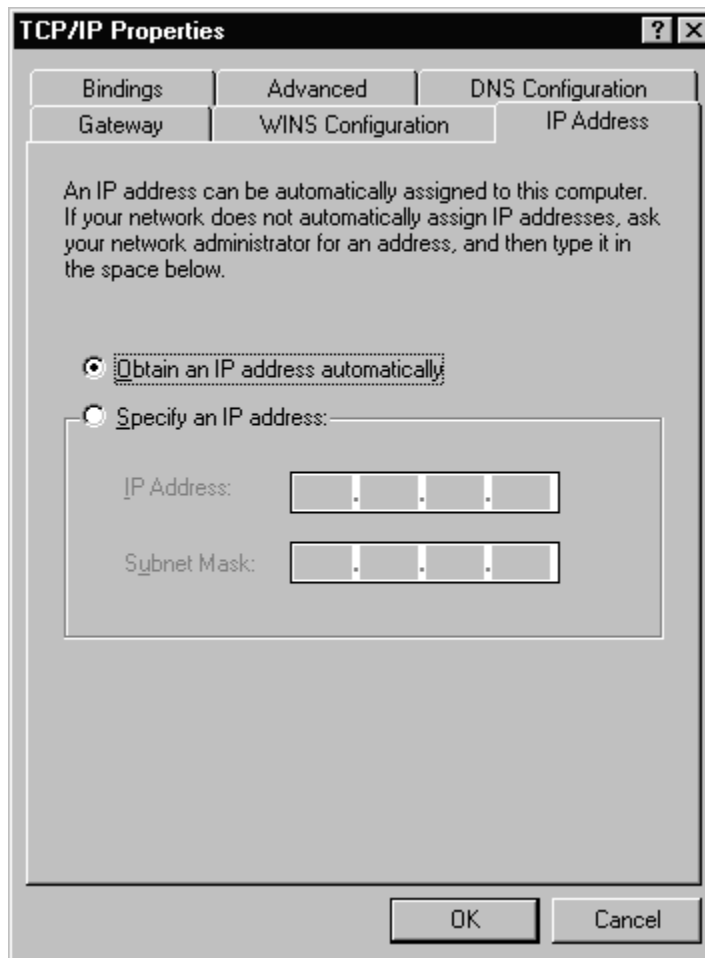 TCP/IP Properties
Bindings Advanced DNS Configuration
Gateway WINS Configuration IP Address
An IP address can be automatically assigned to this computer.
If your network does not automatically assign IP addresses, ask
your network administrator for an address, and then type it in
the space below.
Obtain an IP address automatically
Specify an IP address:
IP Address: . . .
Subnet Mask: . . .
OK Cancel